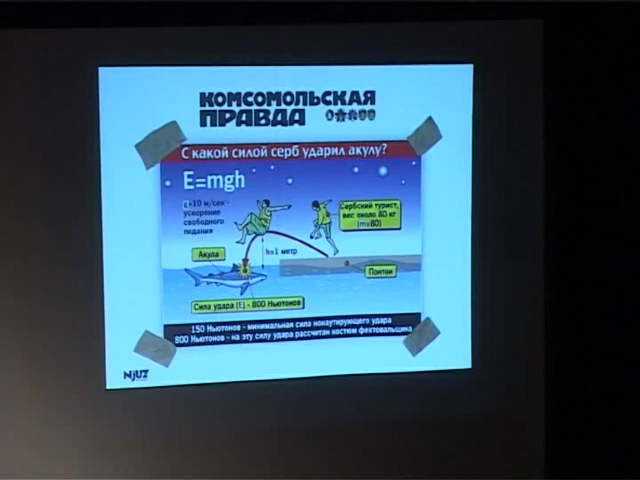 КОМСОМОЛЬСКАЯ
ПРАВДА
С какой силой серб ударил акулу?
E=mgh
g=10 м/сек -
ускорение
свободного
падания
Сербский турист,
вес около 80 кг
(m=80)
Акула
h=1 метр
Понтон
Сила удара (E) - 800 Ньютонов
150 Ньютонов - минимальная сила нокаутирующего удара
800 Ньютонов - на эту силу удара рассчитан костюм фехтовальщика
NjUZ